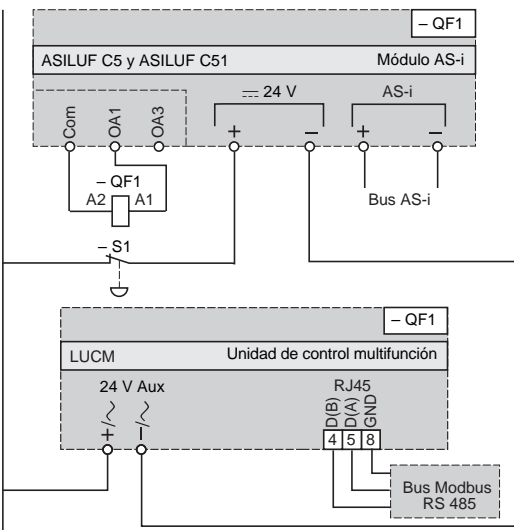 – QF1
ASILUF C5 y ASILUF C51 Módulo AS-i
24 V AS-i
Com OA1 OA3
+ – + –
– QF1
A2 A1
Bus AS-i
– S1
– QF1
LUCM Unidad de control multifunción
24 V Aux RJ45
+/~ –/~ D(B) D(A) GND
4 5 8
Bus Modbus
RS 485